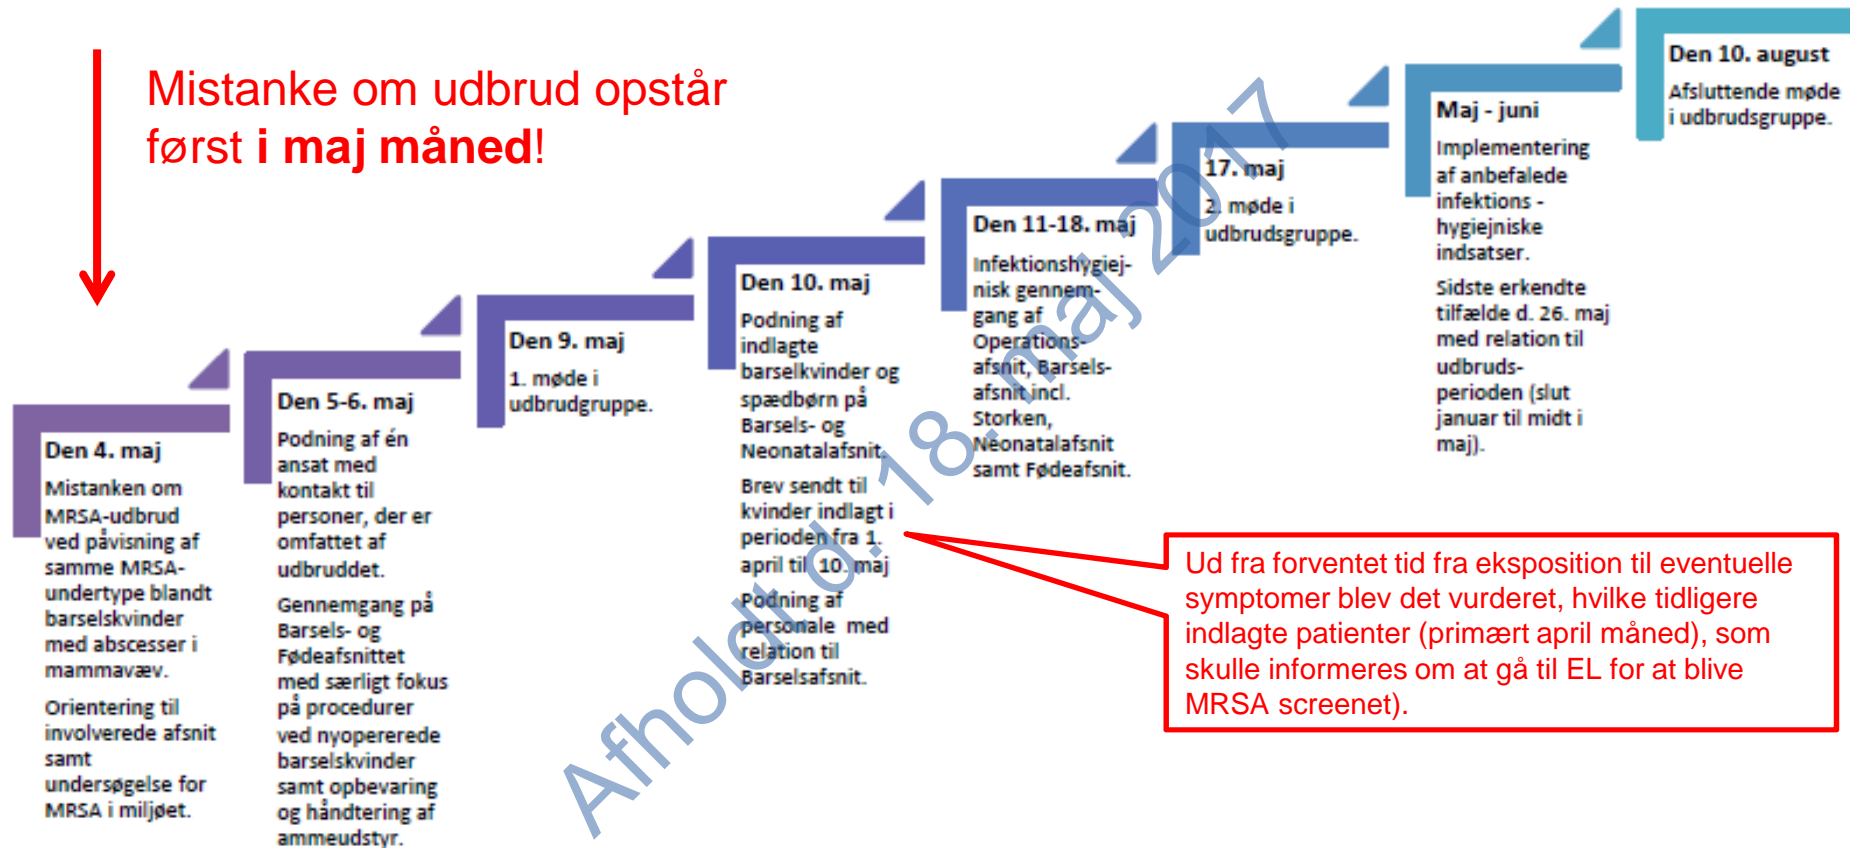 Mistanke om udbrud opstår
først i maj måned!
Den 4. maj
Mistanken om
MRSA-udbrud
ved påvisning af
samme MRSA-
undertype blandt
barselskvinder
med abscesser i
mammavæv.
Orientering til
involverede afsnit
samt
undersøgelse for
MRSA i miljøet.
Den 5-6. maj
Podning af én
ansat med
kontakt til
personer, der er
omfattet af
udbruddet.
Gennemgang på
Barsels- og
Fødeafsnittet
med særligt fokus
på procedurer
ved nyopererede
barselskvinder
samt opbevaring
og håndtering af
ammeudstyr.
Den 9. maj
1. møde i
udbrudgruppe.
Den 10. maj
Podning af
indlagte
barselkvinder og
spædbørn på
Barsels- og
Neonatalafsnit.
Brev sendt til
kvinder indlagt i
perioden fra 1.
april til 10. maj
Podning af
personale med
relation til
Barselsafsnit.
Den 11-18. maj
Infektionshygiej-
nisk gennem-
gang af
Operations-
afsnit, Barsels-
afsnit incl.
Storken,
Neonatalafsnit
samt Fødeafsnit.
17. maj
2. møde i
udbrudsgruppe.
Maj - juni
Implementering
af anbefalede
infektions -
hygiejniske
indsatser.
Sidste erkendte
tilfælde d. 26. maj
med relation til
udbruds-
perioden (slut
januar til midt i
maj).
Den 10. august
Afsluttende møde
i udbrudsgruppe.
Ud fra forventet tid fra eksposition til eventuelle
symptomer blev det vurderet, hvilke tidligere
indlagte patienter (primært april måned), som
skulle informeres om at gå til EL for at blive
MRSA screenet).
Afholdt d. 18. maj 2017